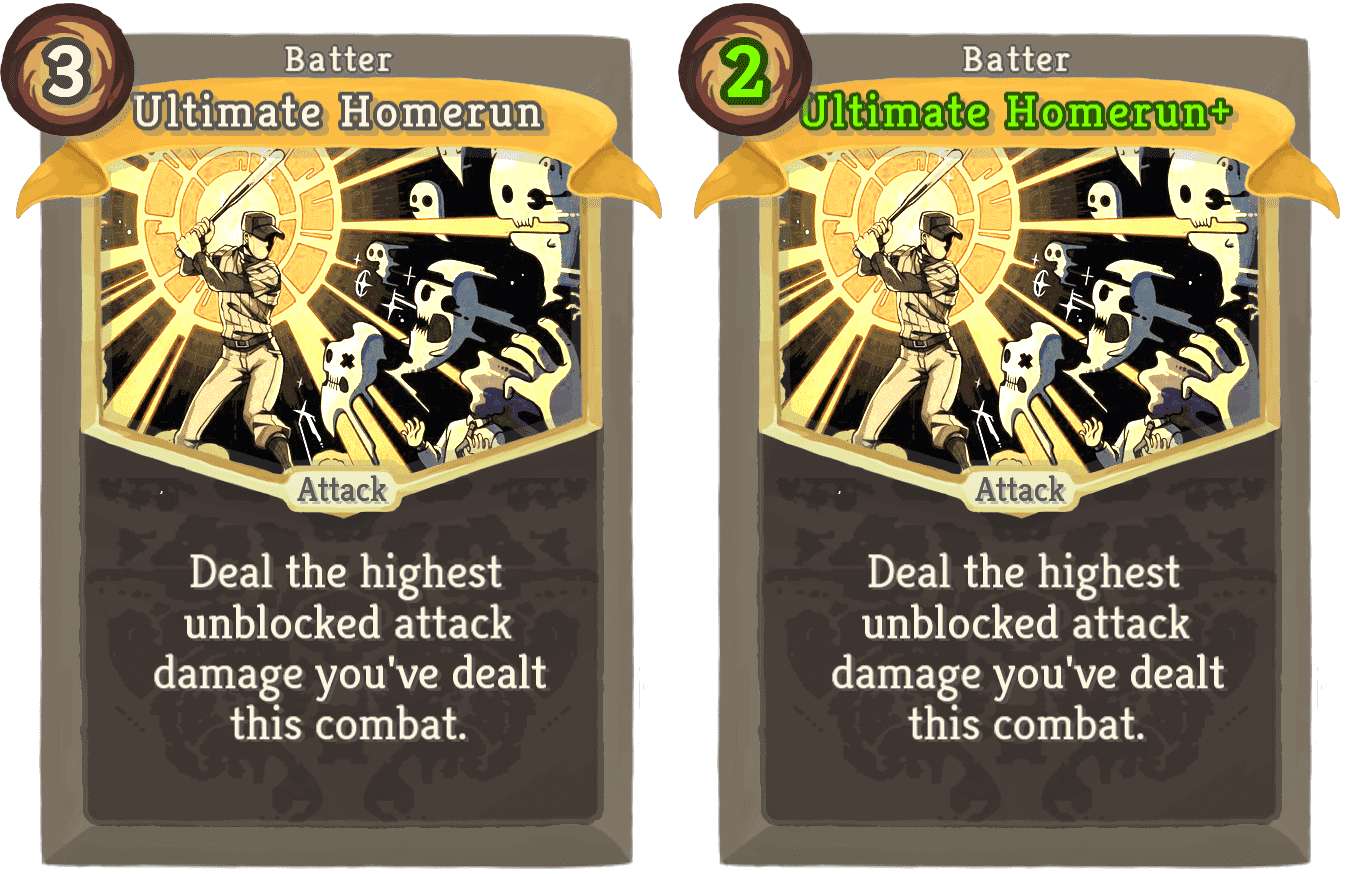 3
Batter
Ultimate Homerun
Attack
Deal the highest
unblocked attack
damage you've dealt
this combat.
2
Batter
Ultimate Homerun+
Attack
Deal the highest
unblocked attack
damage you've dealt
this combat.